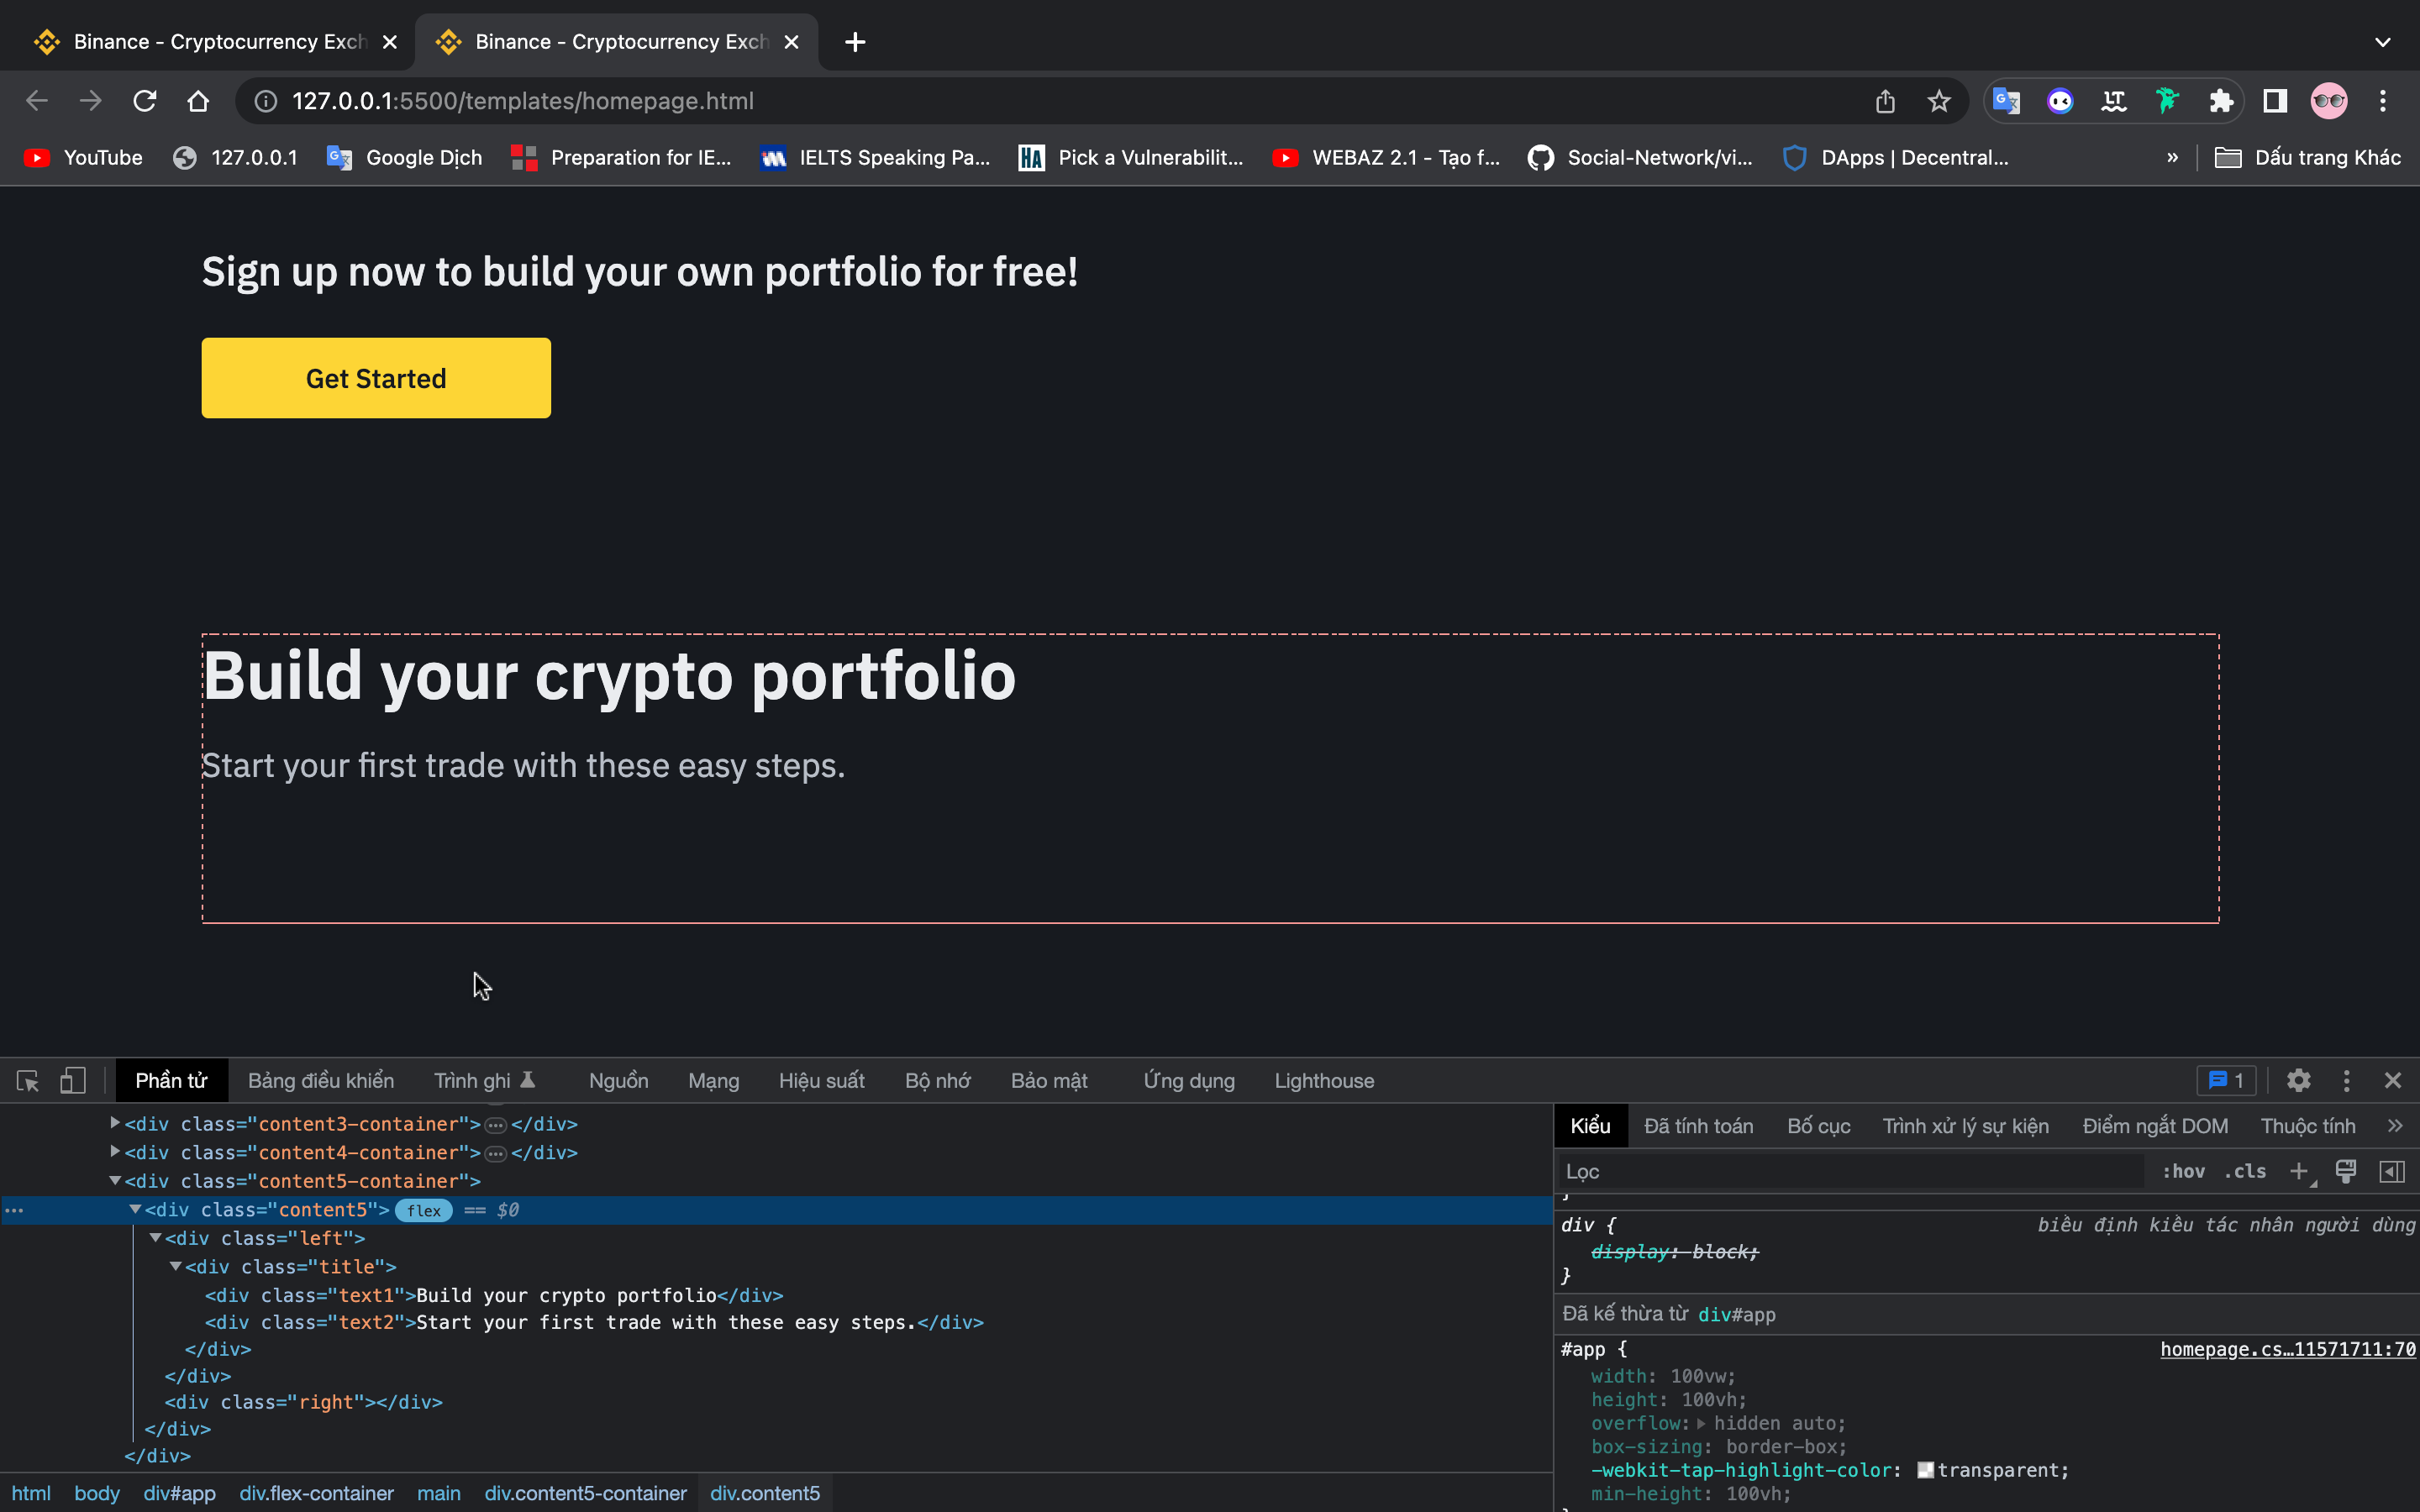 Binance - Cryptocurrency Exch
Binance - Cryptocurrency Exch
127.0.0.1:5500/templates/homepage.html
YouTube
127.0.0.1
Google Dịch
Preparation for IE...
IELTS Speaking Pa...
HA Pick a Vulnerabilit...
WEBAZ 2.1 - Tạo f...
Social-Network/vi...
DApps | Decentral...
»
Dấu trang Khác
Sign up now to build your own portfolio for free!
Get Started
Build your crypto portfolio
Start your first trade with these easy steps.
Phần tử Bảng điều khiển Trình ghi Nguồn Mạng Hiệu suất Bộ nhớ Bảo mật Ứng dụng Lighthouse 1
<div class="content3-container">…</div>
<div class="content4-container">…</div>
<div class="content5-container">
<div class="content5"> flex == $0
<div class="left">
<div class="title">
<div class="text1">Build your crypto portfolio</div>
<div class="text2">Start your first trade with these easy steps.</div>
</div>
</div>
<div class="right"></div>
</div>
</div>
html body div#app div.flex-container main div.content5-container div.content5
Kiểu Đã tính toán Bố cục Trình xử lý sự kiện Điểm ngắt DOM Thuộc tính »
Lọc :hov .cls +
}
div { biểu định kiểu tác nhân người dùng
display: block;
}
Đã kế thừa từ div#app
#app { homepage.cs…11571711:70
width: 100vw;
height: 100vh;
overflow: hidden auto;
box-sizing: border-box;
-webkit-tap-highlight-color: transparent;
min-height: 100vh;